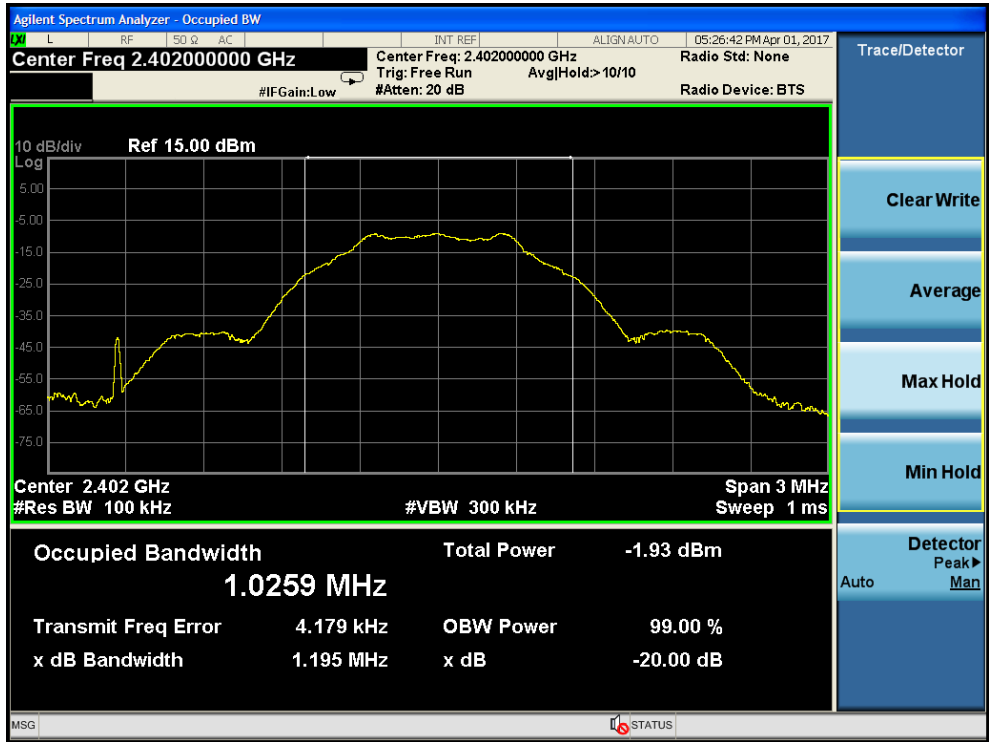 Agilent Spectrum Analyzer - Occupied BW
LXI L RF 50 Ω AC INT REF ALIGN AUTO 05:26:42 PM Apr 01, 2017
Center Freq 2.402000000 GHz
Center Freq: 2.402000000 GHz Radio Std: None
Trig: Free Run Avg|Hold:>10/10
#IFGain:Low #Atten: 20 dB Radio Device: BTS
Trace/Detector
10 dB/div Ref 15.00 dBm
Log
5.00
-5.00
-15.0
-25.0
-35.0
-45.0
-55.0
-65.0
-75.0
Center 2.402 GHz Span 3 MHz
#Res BW 100 kHz #VBW 300 kHz Sweep 1 ms
Clear Write
Average
Max Hold
Min Hold
Detector
Peak▶
Auto Man
Occupied Bandwidth Total Power -1.93 dBm
1.0259 MHz
Transmit Freq Error 4.179 kHz OBW Power 99.00 %
x dB Bandwidth 1.195 MHz x dB -20.00 dB
MSG STATUS